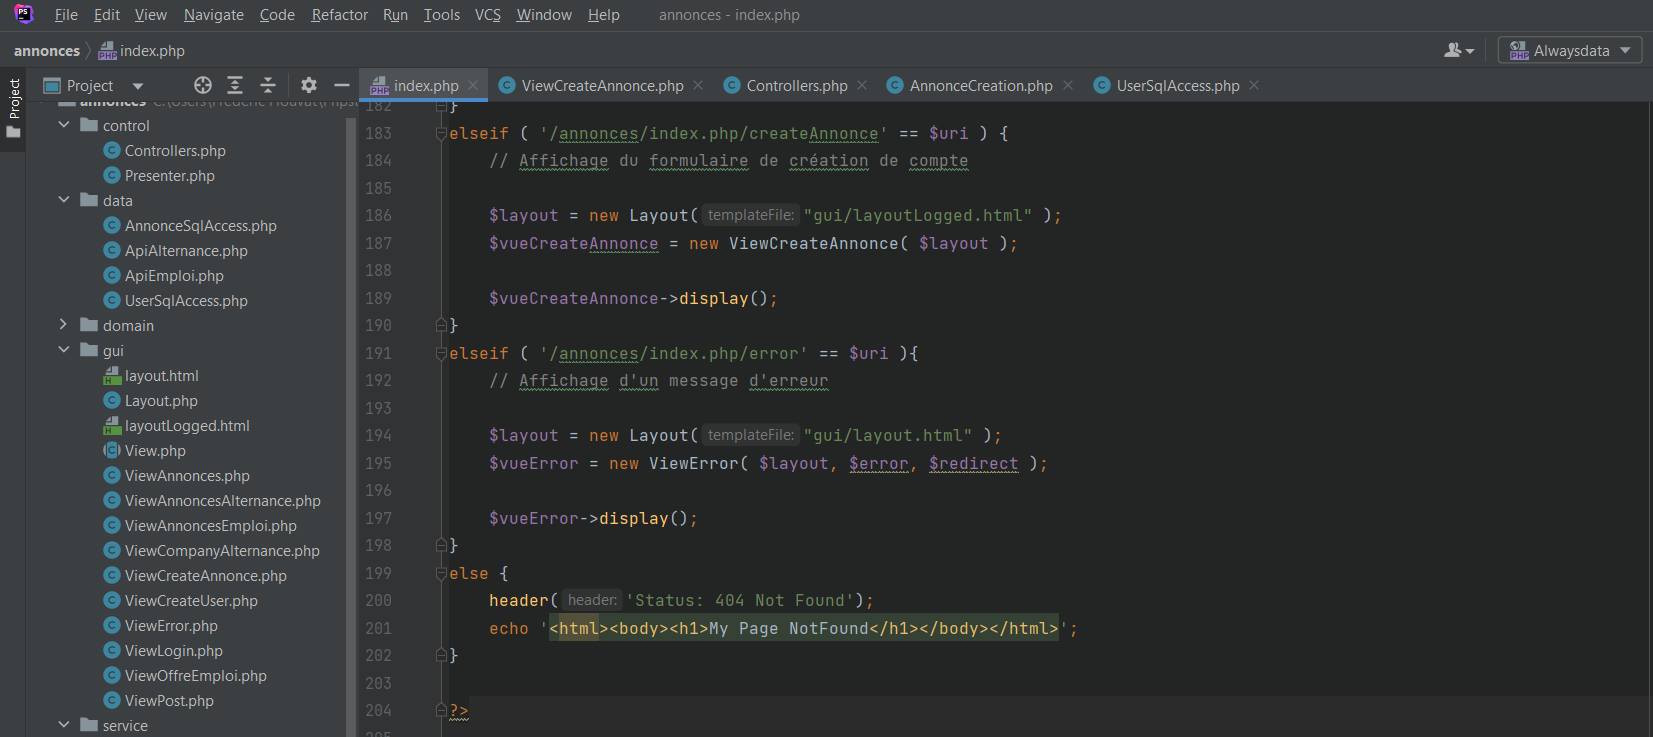 PS File Edit View Navigate Code Refactor Run Tools VCS Window Help annonces - index.php
annonces index.php Alwaysdata
Project
Project index.php ViewCreateAnnonce.php Controllers.php AnnonceCreation.php UserSqlAccess.php
annonces
control
Controllers.php
Presenter.php
data
AnnonceSqlAccess.php
ApiAlternance.php
ApiEmploi.php
UserSqlAccess.php
domain
gui
layout.html
Layout.php
layoutLogged.html
View.php
ViewAnnonces.php
ViewAnnoncesAlternance.php
ViewAnnoncesEmploi.php
ViewCompanyAlternance.php
ViewCreateAnnonce.php
ViewCreateUser.php
ViewError.php
ViewLogin.php
ViewOffreEmploi.php
ViewPost.php
service
182 }
183 elseif ( '/annonces/index.php/createAnnonce' == $uri ) {
184 // Affichage du formulaire de création de compte
185
186 $layout = new Layout( templateFile: "gui/layoutLogged.html" );
187 $vueCreateAnnonce = new ViewCreateAnnonce( $layout );
188
189 $vueCreateAnnonce->display();
190 }
191 elseif ( '/annonces/index.php/error' == $uri ){
192 // Affichage d'un message d'erreur
193
194 $layout = new Layout( templateFile: "gui/layout.html" );
195 $vueError = new ViewError( $layout, $error, $redirect );
196
197 $vueError->display();
198 }
199 else {
200 header( header: 'Status: 404 Not Found');
201 echo '<html><body><h1>My Page NotFound</h1></body></html>';
202 }
203
204 ?>